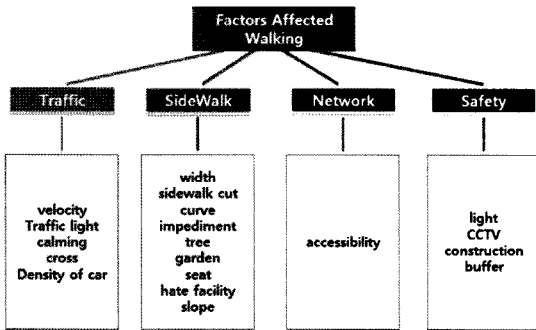 Factors Affected
Walking
Traffic
SideWalk
Network
Safety
velocity
Traffic light
calming
cross
Density of car
width
sidewalk cut
curve
impediment
tree
garden
seat
hate facility
slope
accessibility
light
CCTV
construction
buffer